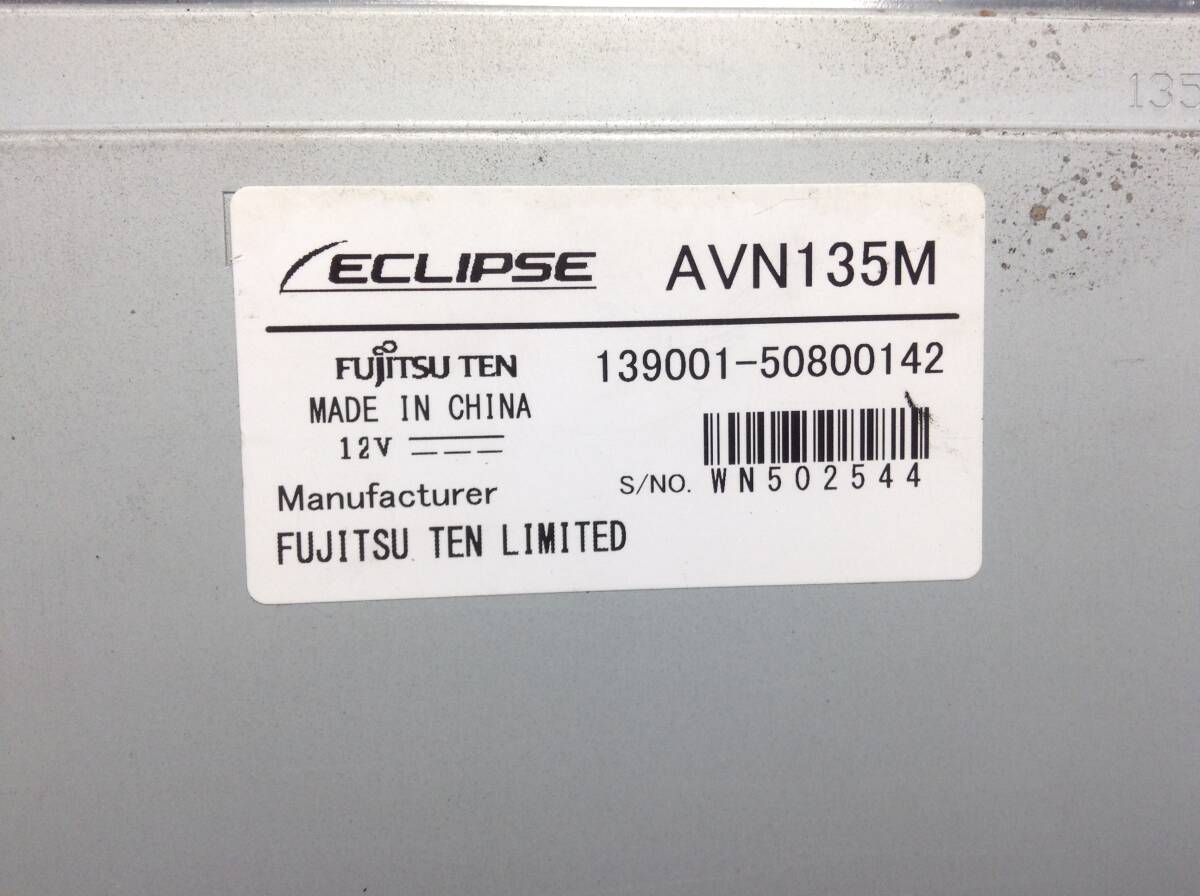 135
ECLIPSE AVN135M
FUJITSU TEN 139001-50800142
MADE IN CHINA
12V
S/NO. WN502544
Manufacturer
FUJITSU TEN LIMITED